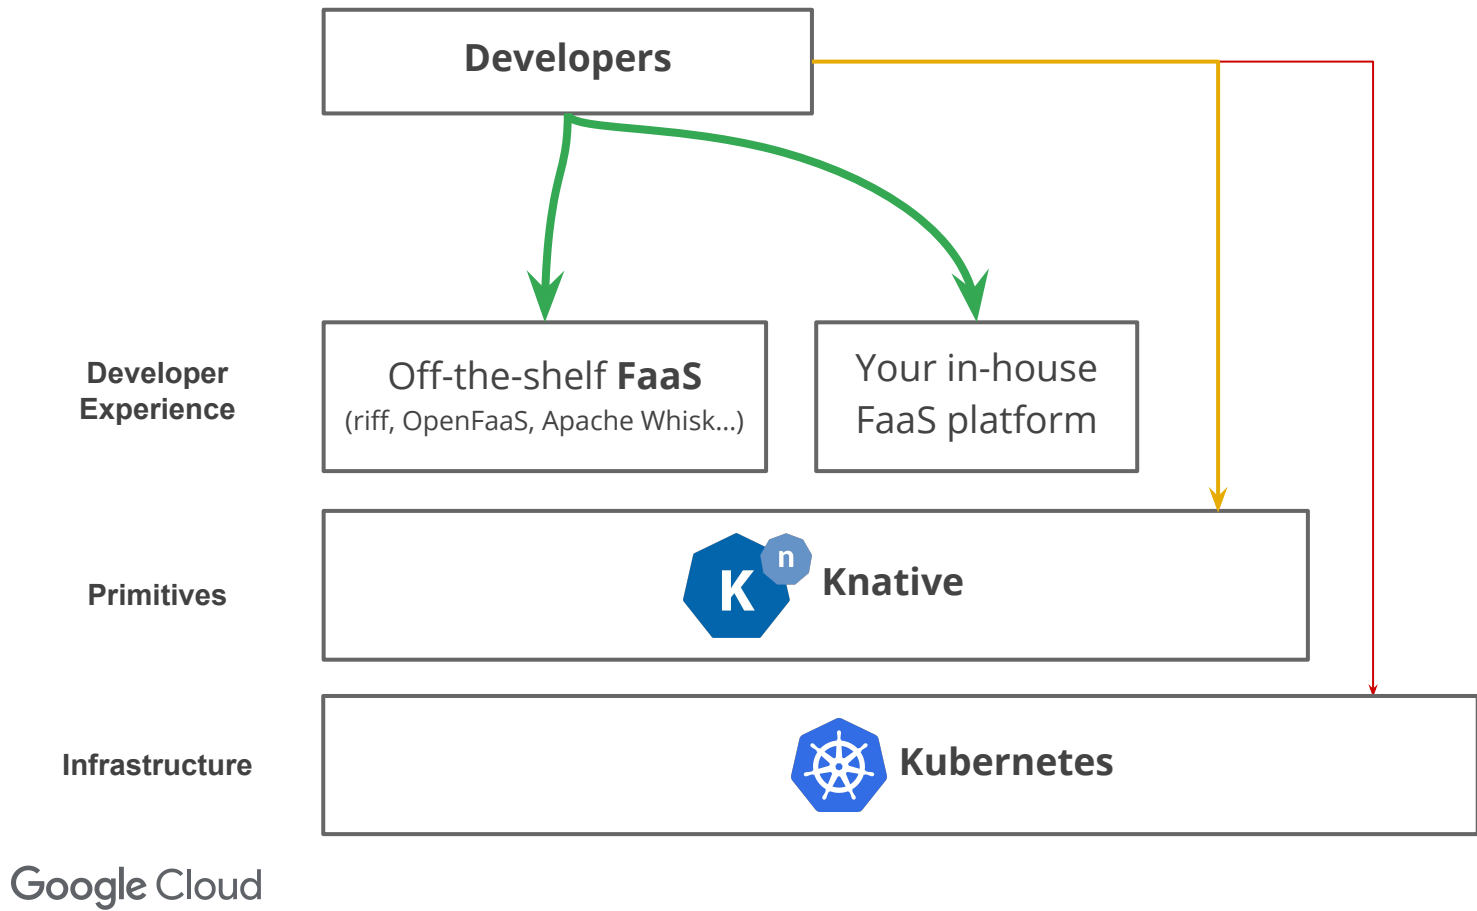 Developers
Developer
Experience
Off-the-shelf FaaS
(riff, OpenFaaS, Apache Whisk...)
Your in-house
FaaS platform
Primitives
K
n
Knative
Infrastructure
Kubernetes
Google Cloud